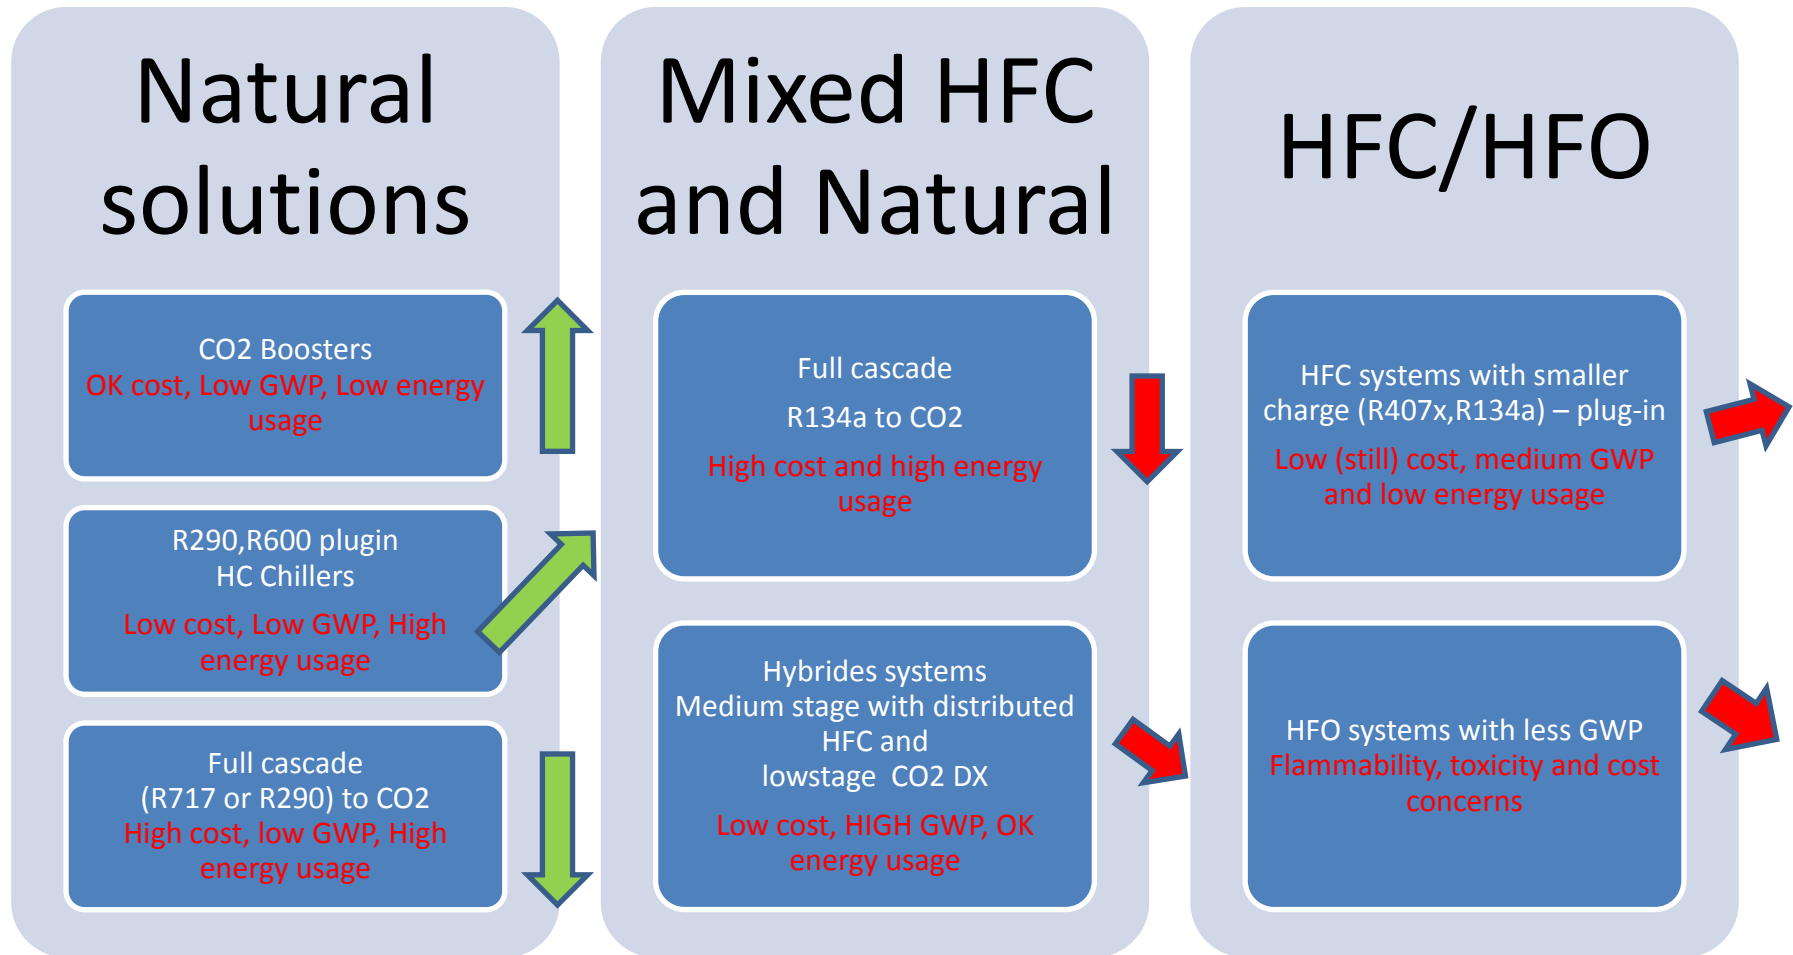 Natural
solutions
CO2 Boosters
OK cost, Low GWP, Low energy
usage
R290,R600 plugin
HC Chillers
Low cost, Low GWP, High
energy usage
Full cascade
(R717 or R290) to CO2
High cost, low GWP, High
energy usage
Mixed HFC
and Natural
Full cascade
R134a to CO2
High cost and high energy
usage
Hybrides systems
Medium stage with distributed
HFC and
lowstage CO2 DX
Low cost, HIGH GWP, OK
energy usage
HFC/HFO
HFC systems with smaller
charge (R407x,R134a) – plug-in
Low (still) cost, medium GWP
and low energy usage
HFO systems with less GWP
Flammability, toxicity and cost
concerns